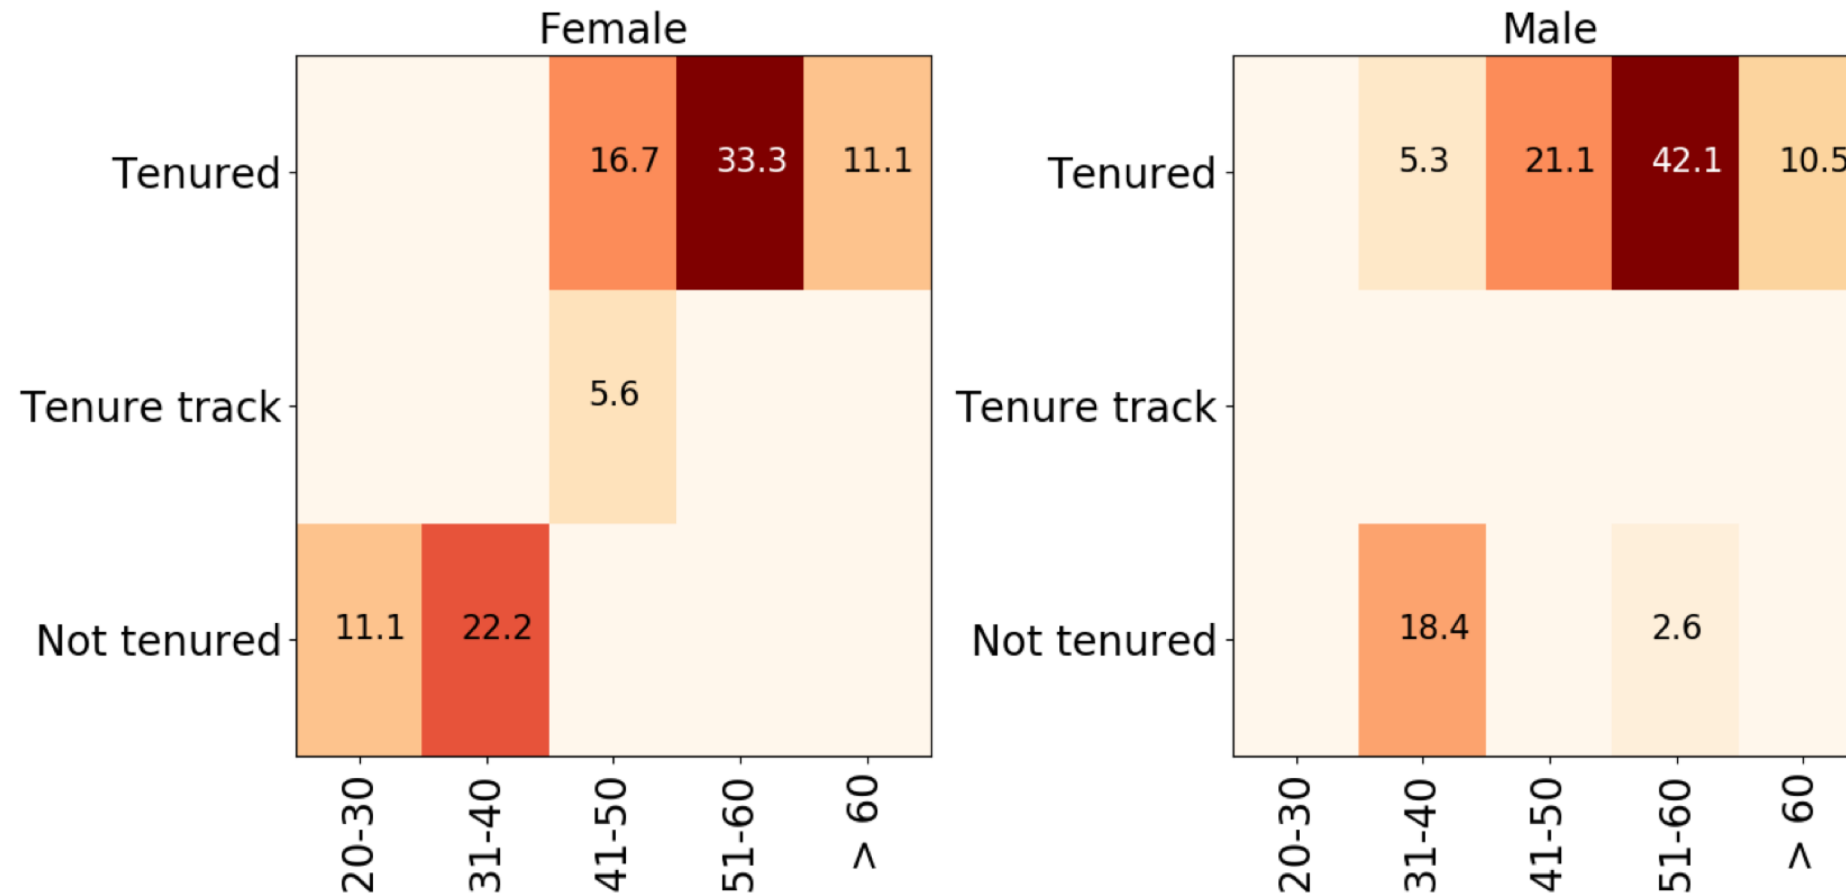 Female Male
Tenured 16.7 33.3 11.1 Tenured 5.3 21.1 42.1 10.5
Tenure track 5.6 Tenure track
Not tenured 11.1 22.2 Not tenured 18.4 2.6
20-30 31-40 41-50 51-60 > 60 20-30 31-40 41-50 51-60 > 60